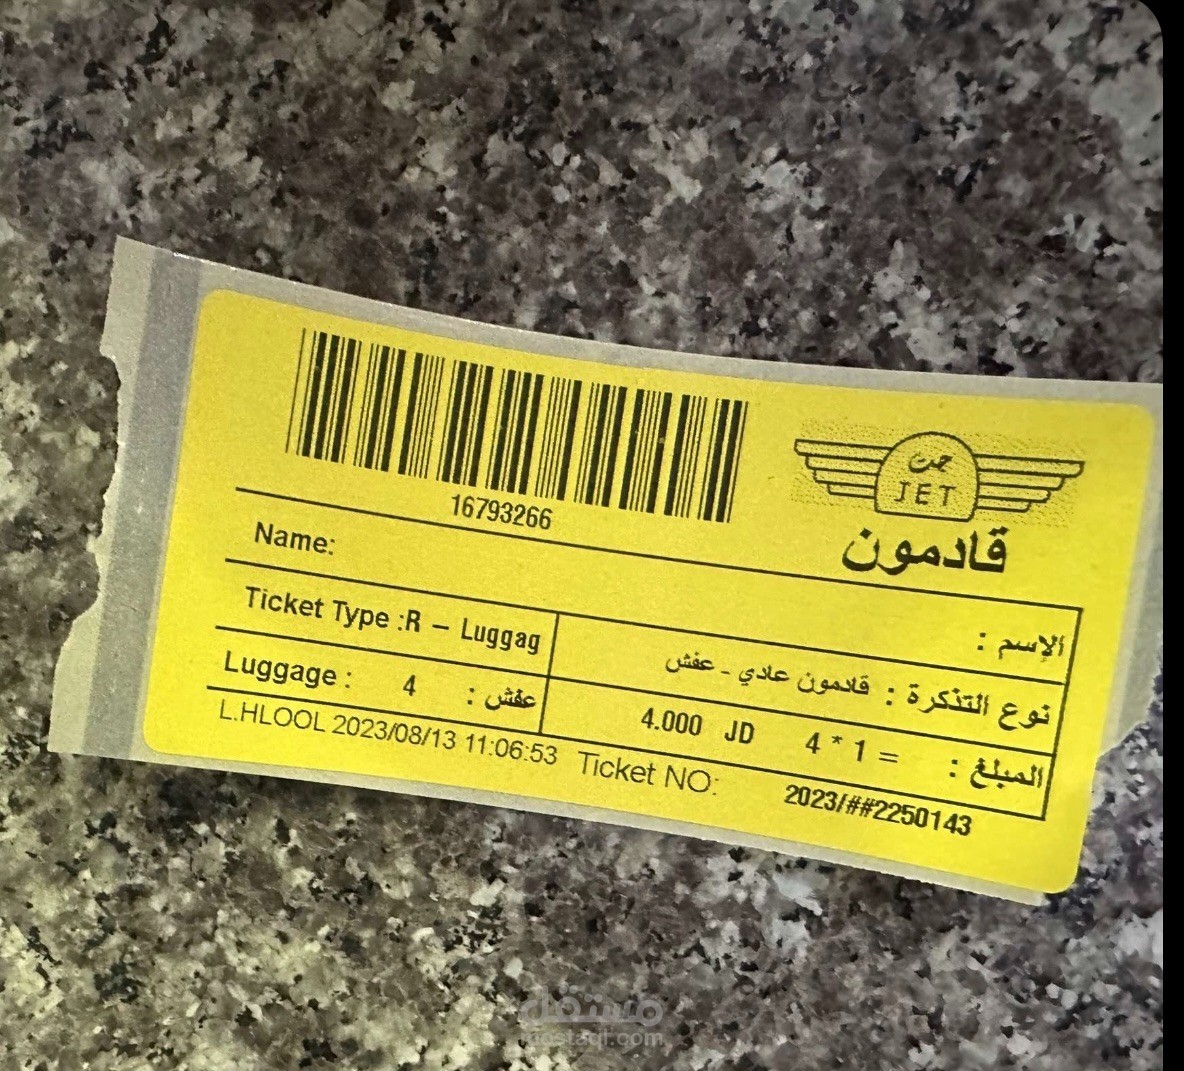 16793266
جت
JET
قادمون
Name:
الإسم :
Ticket Type :R – Luggag
نوع التذكرة : قادمون عادي - عفش
Luggage : 4 عفش :
المبلغ : 4 * 1 = 4.000 JD
L.HLOOL 2023/08/13 11:06:53 Ticket NO: 2023/##2250143
مستقل
mostaql.com